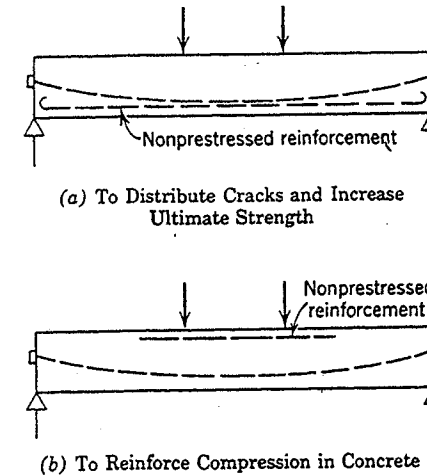 Nonprestressed reinforcement
(a) To Distribute Cracks and Increase
Ultimate Strength
Nonprestressed
reinforcement
(b) To Reinforce Compression in Concrete